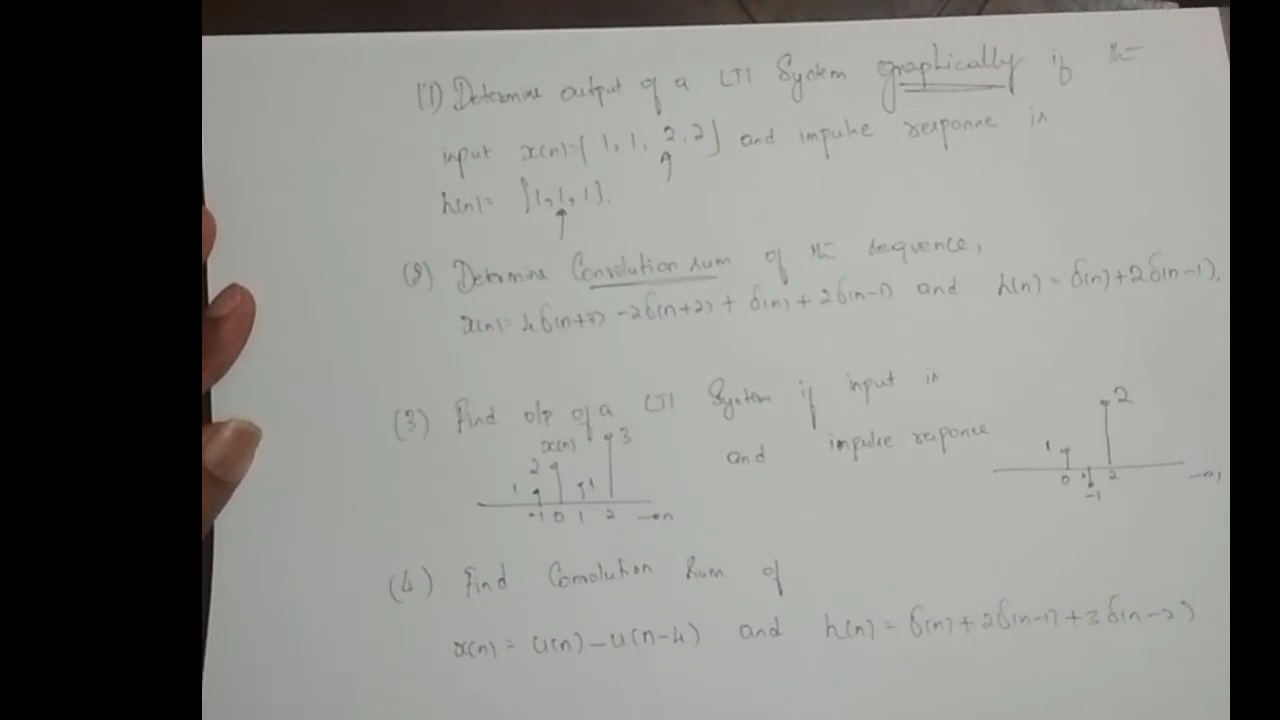 (1) Determine output of a LTI System graphically if the
input x(n)={1, 1, 2, 2} and impulse response is
h(n)= {1, 1, 1}.
(2) Determine Convolution sum of the sequence,
x(n)= 4δ(n+3) -2δ(n+2) + δ(n) + 2δ(n-1) and h(n) = δ(n)+2δ(n-1).
(3) Find o/p of a LTI System if input is
and impulse response
x(n)
1 2 1 3
-1 0 1 2 → n
1 -1 2
0 1 2 → n
(4) Find Convolution Sum of
x(n) = u(n) - u(n-4) and h(n) = δ(n)+2δ(n-1)+3δ(n-2)